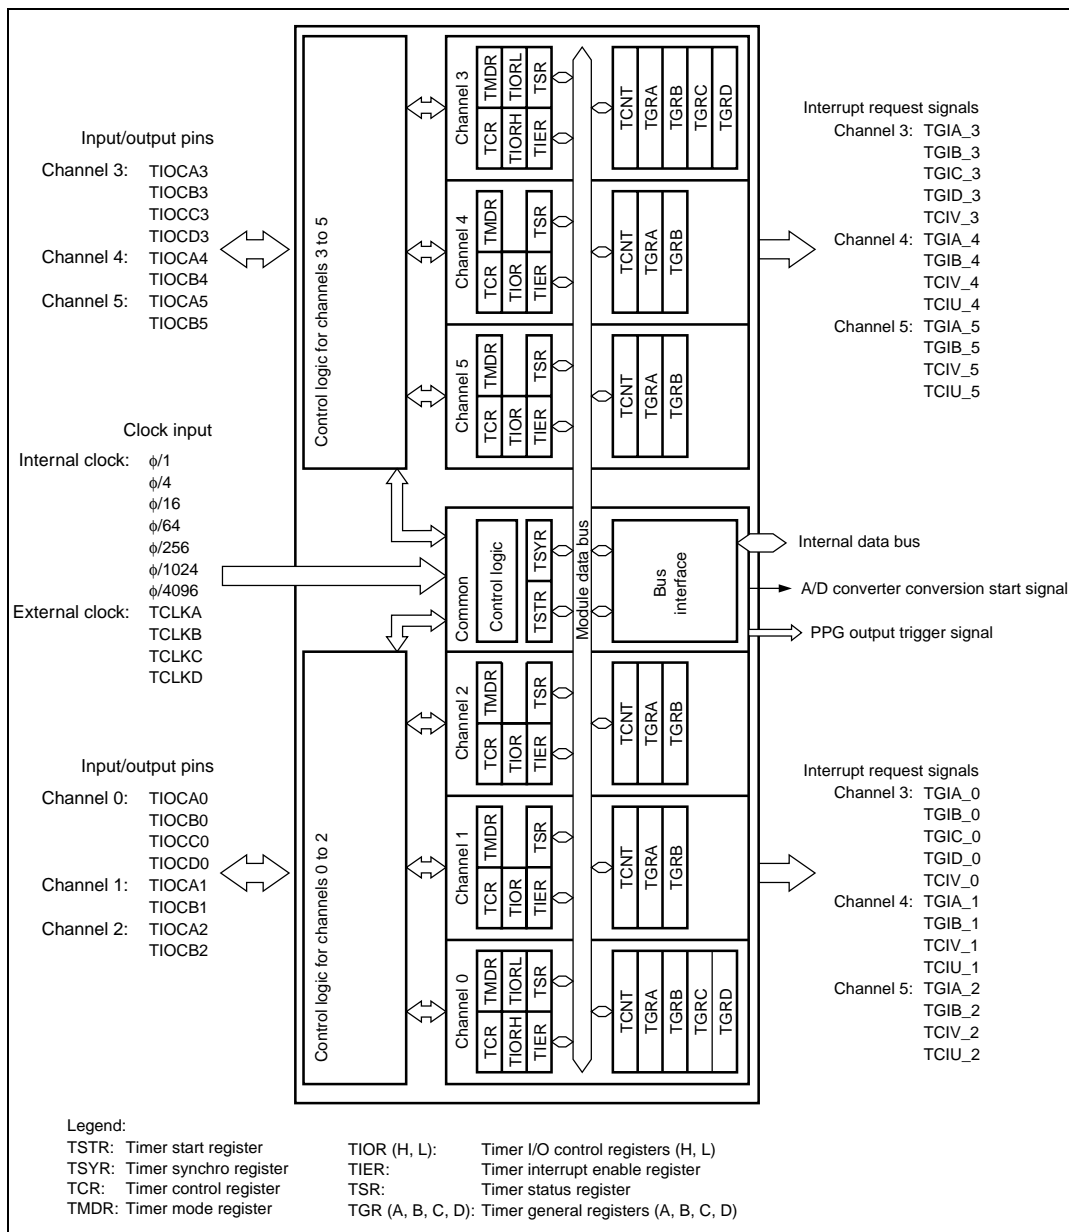 Input/output pins
Channel 3: TIOCA3
TIOCB3
TIOCC3
TIOCD3
Channel 4: TIOCA4
TIOCB4
Channel 5: TIOCA5
TIOCB5
Clock input
Internal clock: ϕ/1
ϕ/4
ϕ/16
ϕ/64
ϕ/256
ϕ/1024
ϕ/4096
External clock: TCLKA
TCLKB
TCLKC
TCLKD
Input/output pins
Channel 0: TIOCA0
TIOCB0
TIOCC0
TIOCD0
Channel 1: TIOCA1
TIOCB1
Channel 2: TIOCA2
TIOCB2
Control logic for channels 3 to 5
Control logic for channels 0 to 2
Channel 3
TCR TMDR
TIORH TIORL
TIER TSR
TCNT
TGRA
TGRB
TGRC
TGRD
Channel 4
TCR TMDR
TIOR
TIER TSR
TCNT
TGRA
TGRB
Channel 5
TCR TMDR
TIOR
TIER TSR
TCNT
TGRA
TGRB
Common
Control logic
TSTR TSYR
Module data bus
Bus
interface
Channel 2
TCR TMDR
TIOR
TIER TSR
TCNT
TGRA
TGRB
Channel 1
TCR TMDR
TIOR
TIER TSR
TCNT
TGRA
TGRB
Channel 0
TCR TMDR
TIORH TIORL
TIER TSR
TCNT
TGRA
TGRB
TGRC
TGRD
Interrupt request signals
Channel 3: TGIA_3
TGIB_3
TGIC_3
TGID_3
TCIV_3
Channel 4: TGIA_4
TGIB_4
TCIV_4
TCIU_4
Channel 5: TGIA_5
TGIB_5
TCIV_5
TCIU_5
Internal data bus
A/D converter conversion start signal
PPG output trigger signal
Interrupt request signals
Channel 3: TGIA_0
TGIB_0
TGIC_0
TGID_0
TCIV_0
Channel 4: TGIA_1
TGIB_1
TCIV_1
TCIU_1
Channel 5: TGIA_2
TGIB_2
TCIV_2
TCIU_2
Legend:
TSTR: Timer start register
TSYR: Timer synchro register
TCR: Timer control register
TMDR: Timer mode register
TIOR (H, L): Timer I/O control registers (H, L)
TIER: Timer interrupt enable register
TSR: Timer status register
TGR (A, B, C, D): Timer general registers (A, B, C, D)